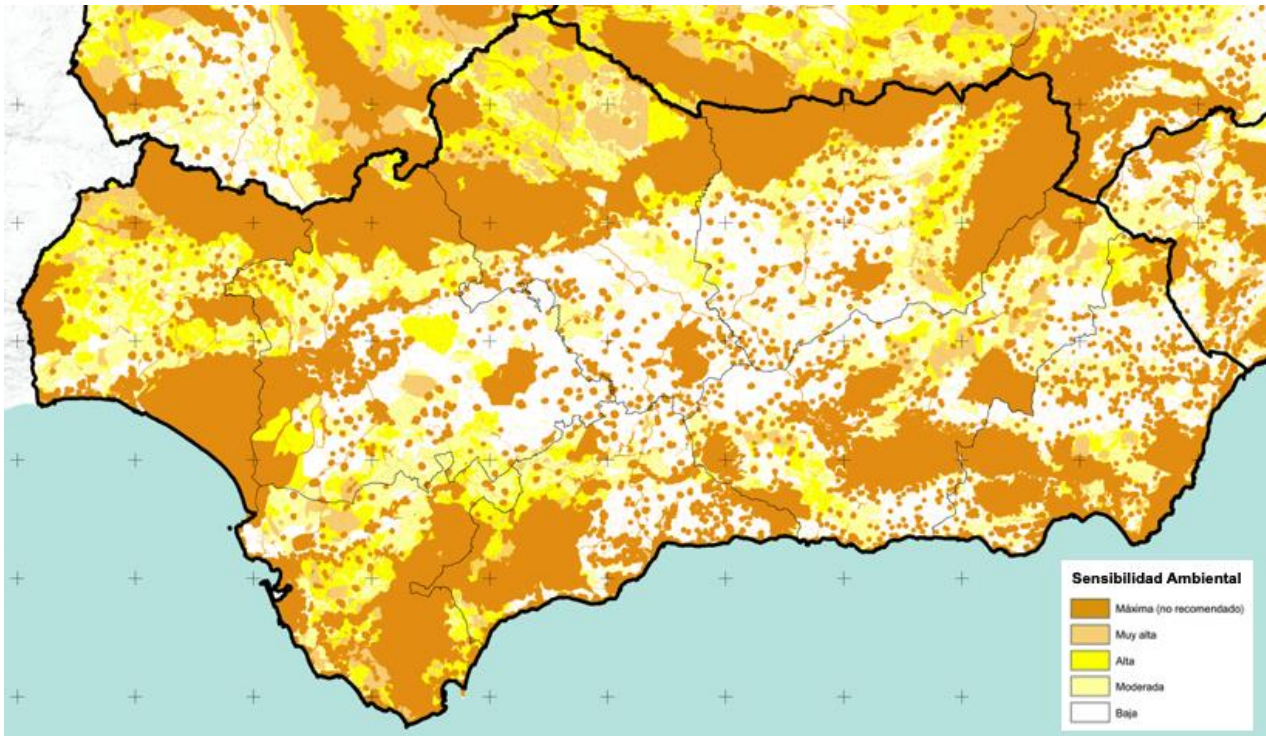 Sensibilidad Ambiental
Máxima (no recomendado)
Muy alta
Alta
Moderada
Baja